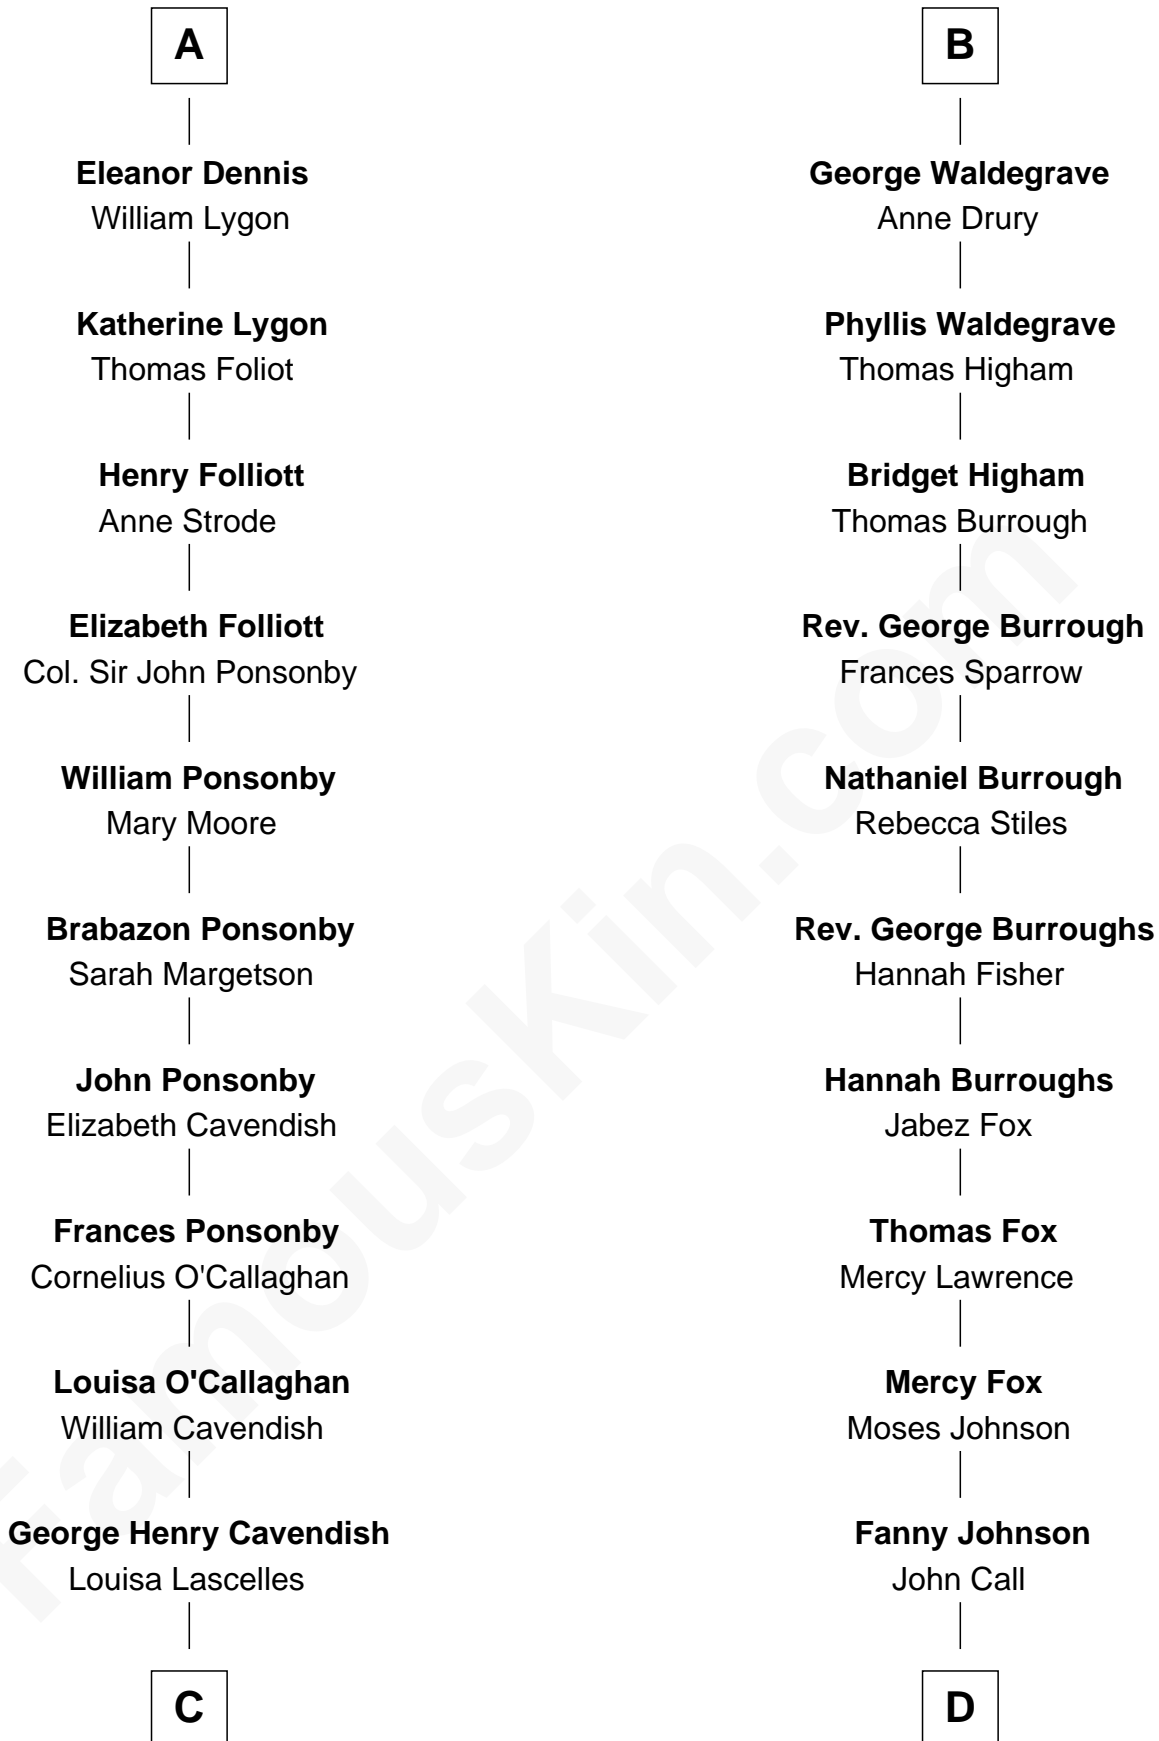 A
Eleanor Dennis
William Lygon
Katherine Lygon
Thomas Foliot
Henry Folliott
Anne Strode
Elizabeth Folliott
Col. Sir John Ponsonby
William Ponsonby
Mary Moore
Brabazon Ponsonby
Sarah Margetson
John Ponsonby
Elizabeth Cavendish
Frances Ponsonby
Cornelius O'Callaghan
Louisa O'Callaghan
William Cavendish
George Henry Cavendish
Louisa Lascelles
C
B
George Waldegrave
Anne Drury
Phyllis Waldegrave
Thomas Higham
Bridget Higham
Thomas Burrough
Rev. George Burrough
Frances Sparrow
Nathaniel Burrough
Rebecca Stiles
Rev. George Burroughs
Hannah Fisher
Hannah Burroughs
Jabez Fox
Thomas Fox
Mercy Lawrence
Mercy Fox
Moses Johnson
Fanny Johnson
John Call
D
FamousKin.com